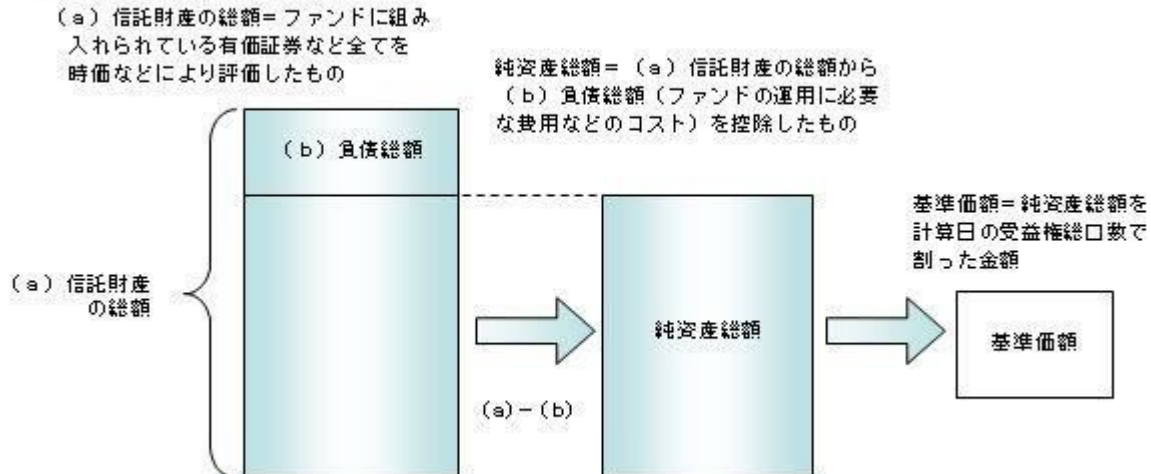 （a）信託財産の総額＝ファンドに組み
入れられている有価証券など全てを
時価などにより評価したもの
純資産総額＝（a）信託財産の総額から
（b）負債総額（ファンドの運用に必要
な費用などのコスト）を控除したもの
（b）負債総額
基準価額＝純資産総額を
計算日の受益権総口数で
割った金額
（a）信託財産
の総額
純資産総額
基準価額
（a）－（b）